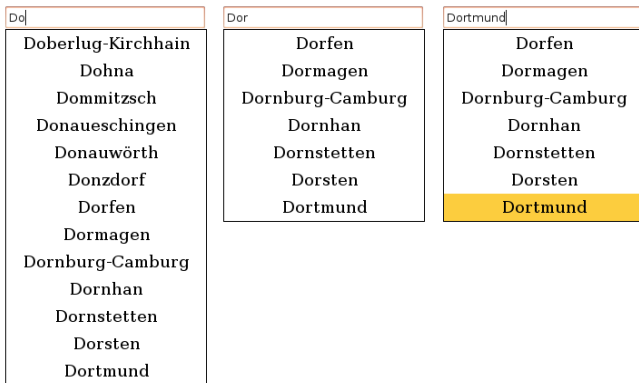 Do
Doberlug-Kirchhain
Dohna
Dommitzsch
Donaueschingen
Donauwörth
Donzdorf
Dorfen
Dormagen
Dornburg-Camburg
Dornhan
Dornstetten
Dorsten
Dortmund
Dor
Dorfen
Dormagen
Dornburg-Camburg
Dornhan
Dornstetten
Dorsten
Dortmund
Dortmund
Dorfen
Dormagen
Dornburg-Camburg
Dornhan
Dornstetten
Dorsten
Dortmund